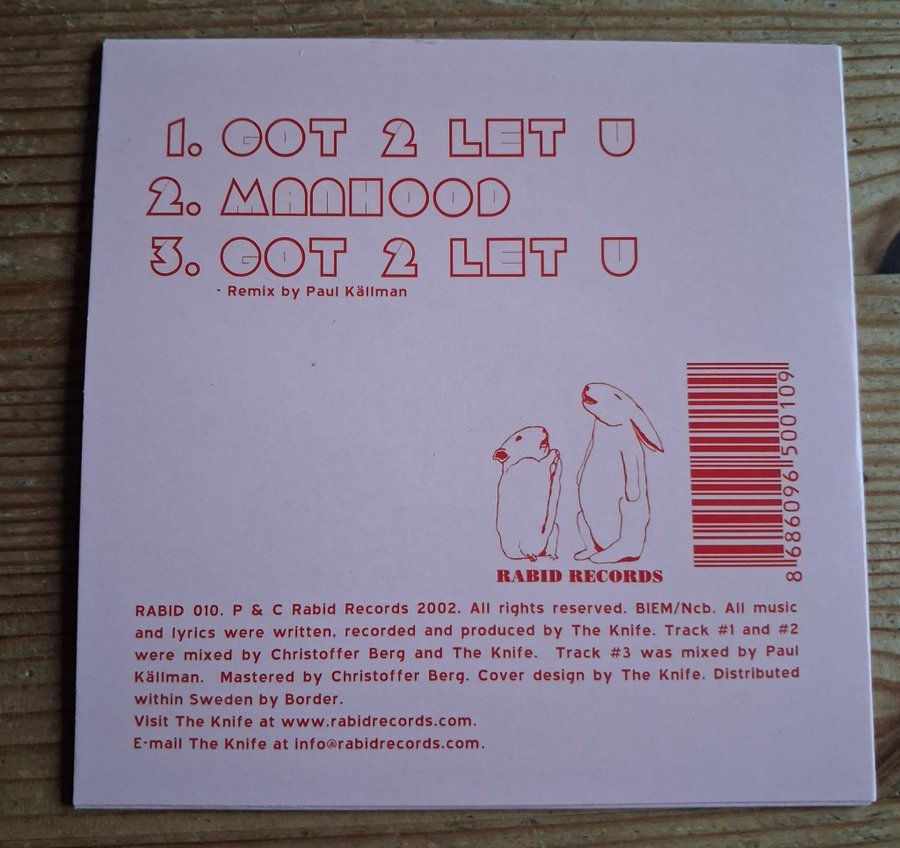 1. GOT 2 LET U
2. MANHOOD
3. GOT 2 LET U
- Remix by Paul Källman
8 686096 500109
RABID RECORDS
RABID 010. P & C Rabid Records 2002. All rights reserved. BIEM/Ncb. All music
and lyrics were written, recorded and produced by The Knife. Track #1 and #2
were mixed by Christoffer Berg and The Knife. Track #3 was mixed by Paul
Källman. Mastered by Christoffer Berg. Cover design by The Knife. Distributed
within Sweden by Border.
Visit The Knife at www.rabidrecords.com.
E-mail The Knife at info@rabidrecords.com.